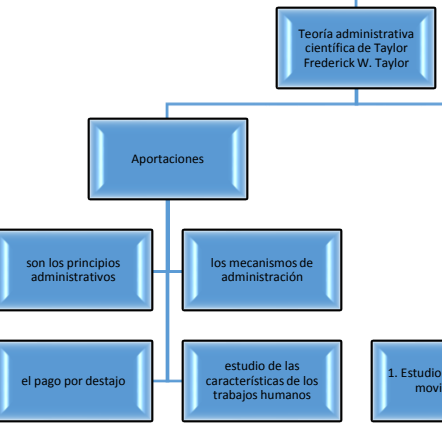 Teoría administrativa
científica de Taylor
Frederick W. Taylor
Aportaciones
son los principios
administrativos
los mecanismos de
administración
el pago por destajo
estudio de las
características de los
trabajos humanos
1. Estudio